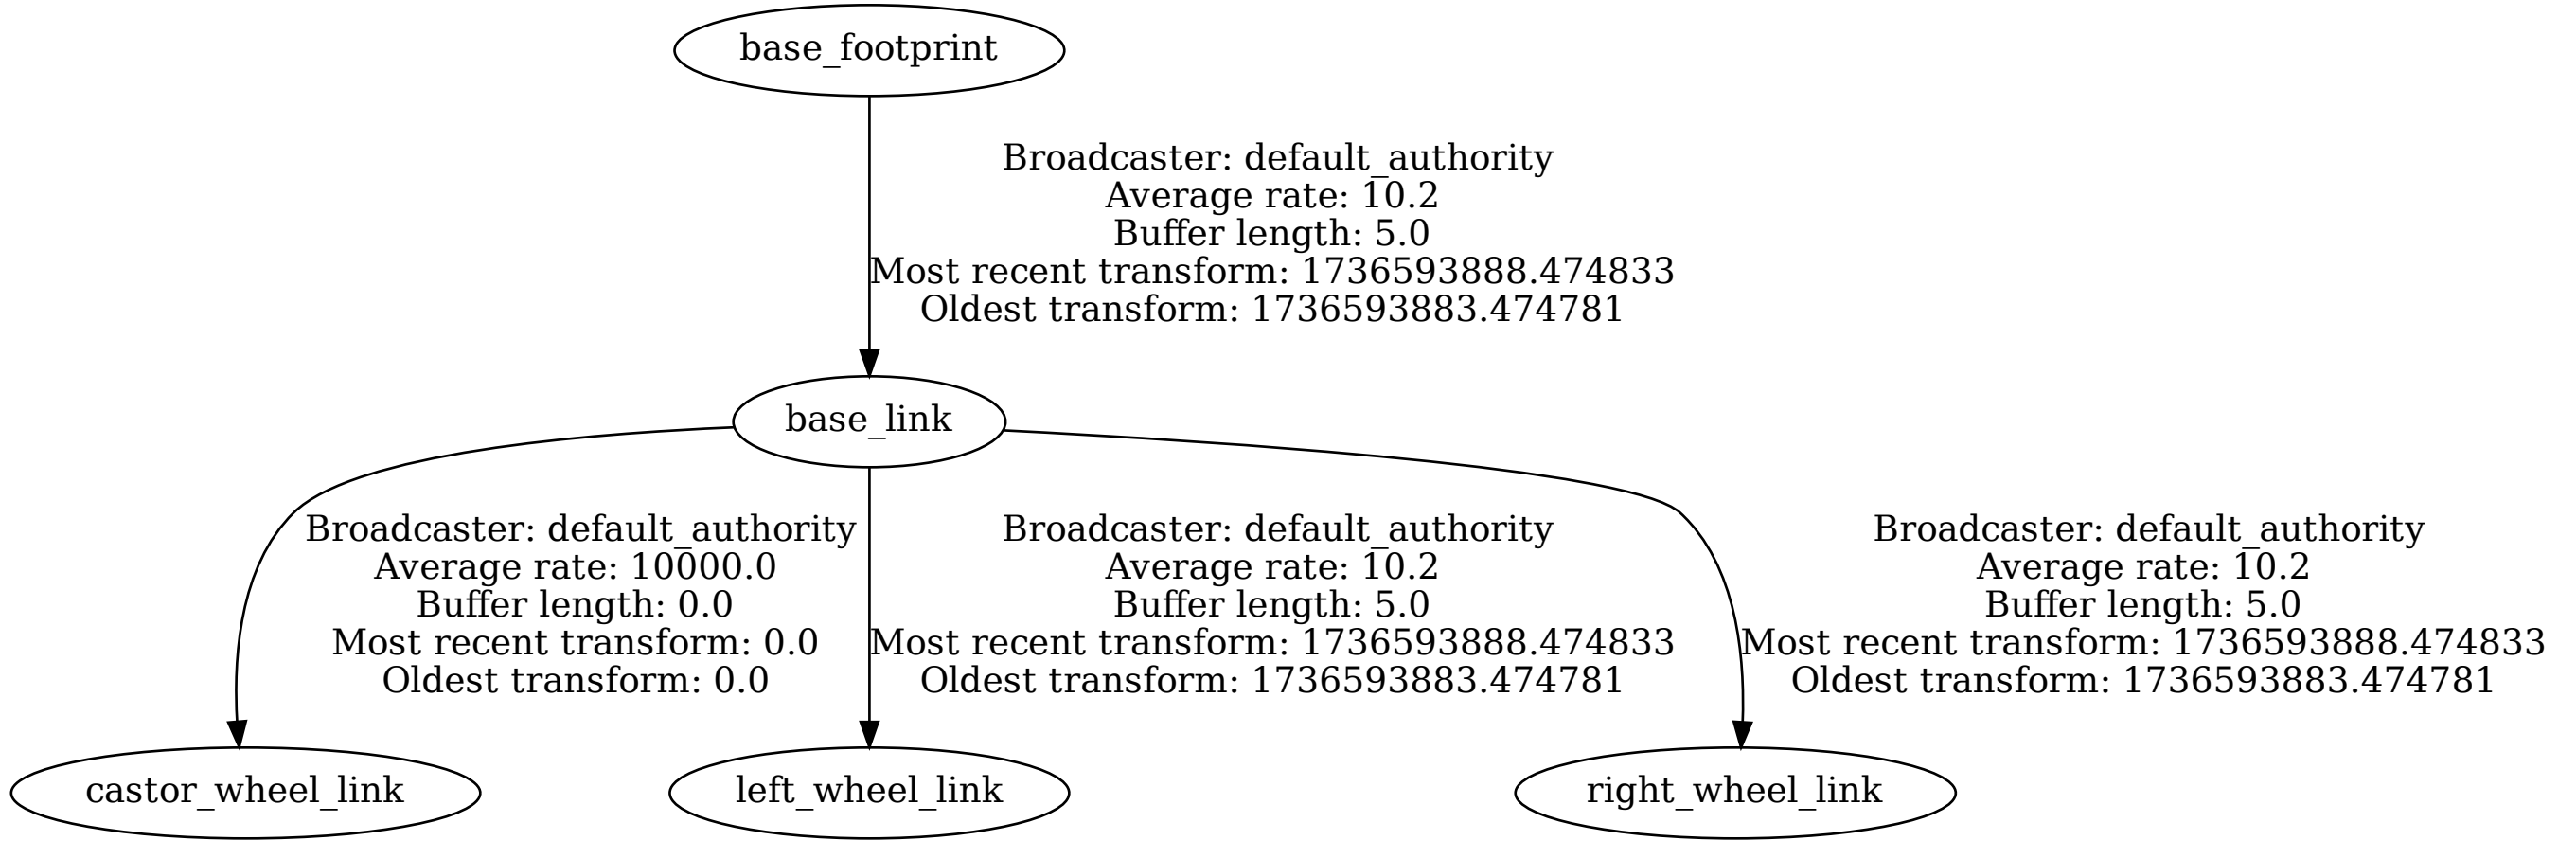 base_footprint
Broadcaster: default_authority
Average rate: 10.2
Buffer length: 5.0
Most recent transform: 1736593888.474833
Oldest transform: 1736593883.474781
base_link
Broadcaster: default_authority
Average rate: 10000.0
Buffer length: 0.0
Most recent transform: 0.0
Oldest transform: 0.0
Broadcaster: default_authority
Average rate: 10.2
Buffer length: 5.0
Most recent transform: 1736593888.474833
Oldest transform: 1736593883.474781
Broadcaster: default_authority
Average rate: 10.2
Buffer length: 5.0
Most recent transform: 1736593888.474833
Oldest transform: 1736593883.474781
castor_wheel_link
left_wheel_link
right_wheel_link